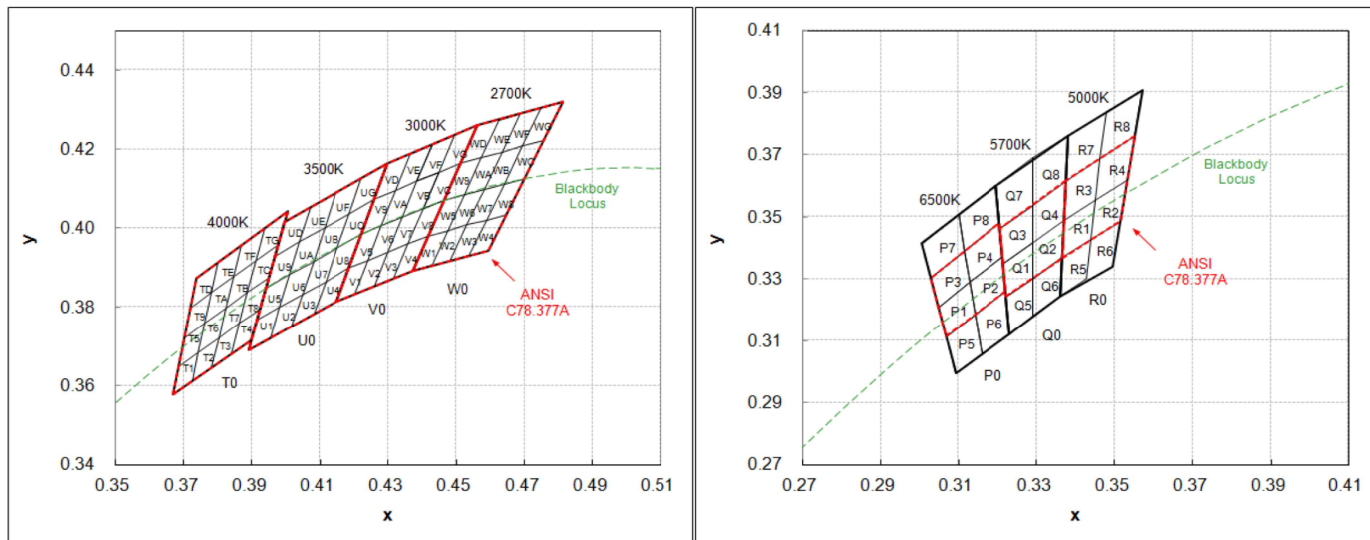 0.44
0.42
0.40
0.38
0.36
0.34
y
0.35
0.37
0.39
0.41
0.43
0.45
0.47
0.49
0.51
x
2700K
3000K
3500K
4000K
WD
WE
WF
WG
W9
WA
WB
WC
W5
W6
W7
W8
W1
W2
W3
W4
W0
VD
VE
VF
VG
V9
VA
VB
VC
V5
V6
V7
V8
V1
V2
V3
V4
V0
UD
UE
UF
UG
U9
UA
UB
UC
U5
U6
U7
U8
U1
U2
U3
U4
U0
TD
TE
TF
TG
T9
TA
TB
TC
T5
T6
T7
T8
T1
T2
T3
T4
T0
Blackbody
Locus
ANSI
C78.377A
0.41
0.39
0.37
0.35
0.33
0.31
0.29
0.27
y
0.27
0.29
0.31
0.33
0.35
0.37
0.39
0.41
x
5000K
5700K
6500K
R7
R8
R3
R4
R1
R2
R5
R6
R0
Q7
Q8
Q3
Q4
Q1
Q2
Q5
Q6
Q0
P7
P8
P3
P4
P1
P2
P5
P6
P0
Blackbody
Locus
ANSI
C78.377A